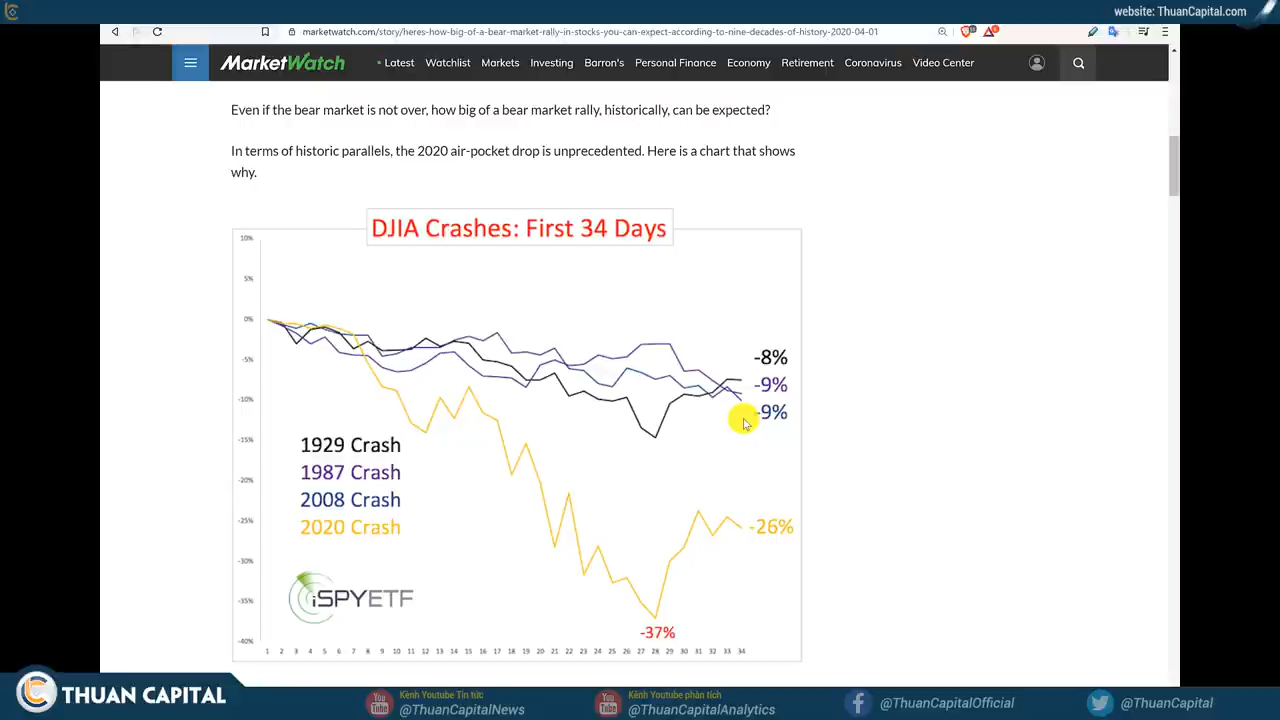 website: ThuanCapital.com
marketwatch.com/story/heres-how-big-of-a-bear-market-rally-in-stocks-you-can-expect-according-to-nine-decades-of-history-2020-04-01
MarketWatch
Latest Watchlist Markets Investing Barron's Personal Finance Economy Retirement Coronavirus Video Center
Even if the bear market is not over, how big of a bear market rally, historically, can be expected?
In terms of historic parallels, the 2020 air-pocket drop is unprecedented. Here is a chart that shows
why.
DJIA Crashes: First 34 Days
10%
5%
0%
-5%
-10%
-15%
-20%
-25%
-30%
-35%
-40%
-8%
-9%
-9%
-26%
-37%
1929 Crash
1987 Crash
2008 Crash
2020 Crash
iSPYETF
1 2 3 4 5 6 7 8 9 10 11 12 13 14 15 16 17 18 19 20 21 22 23 24 25 26 27 28 29 30 31 32 33 34
THUAN CAPITAL
You Tube
Kênh Youtube Tin tức
@ThuanCapitalNews
You Tube
Kênh Youtube phân tích
@ThuanCapitalAnalytics
@ThuanCapitalOfficial
@ThuanCapital